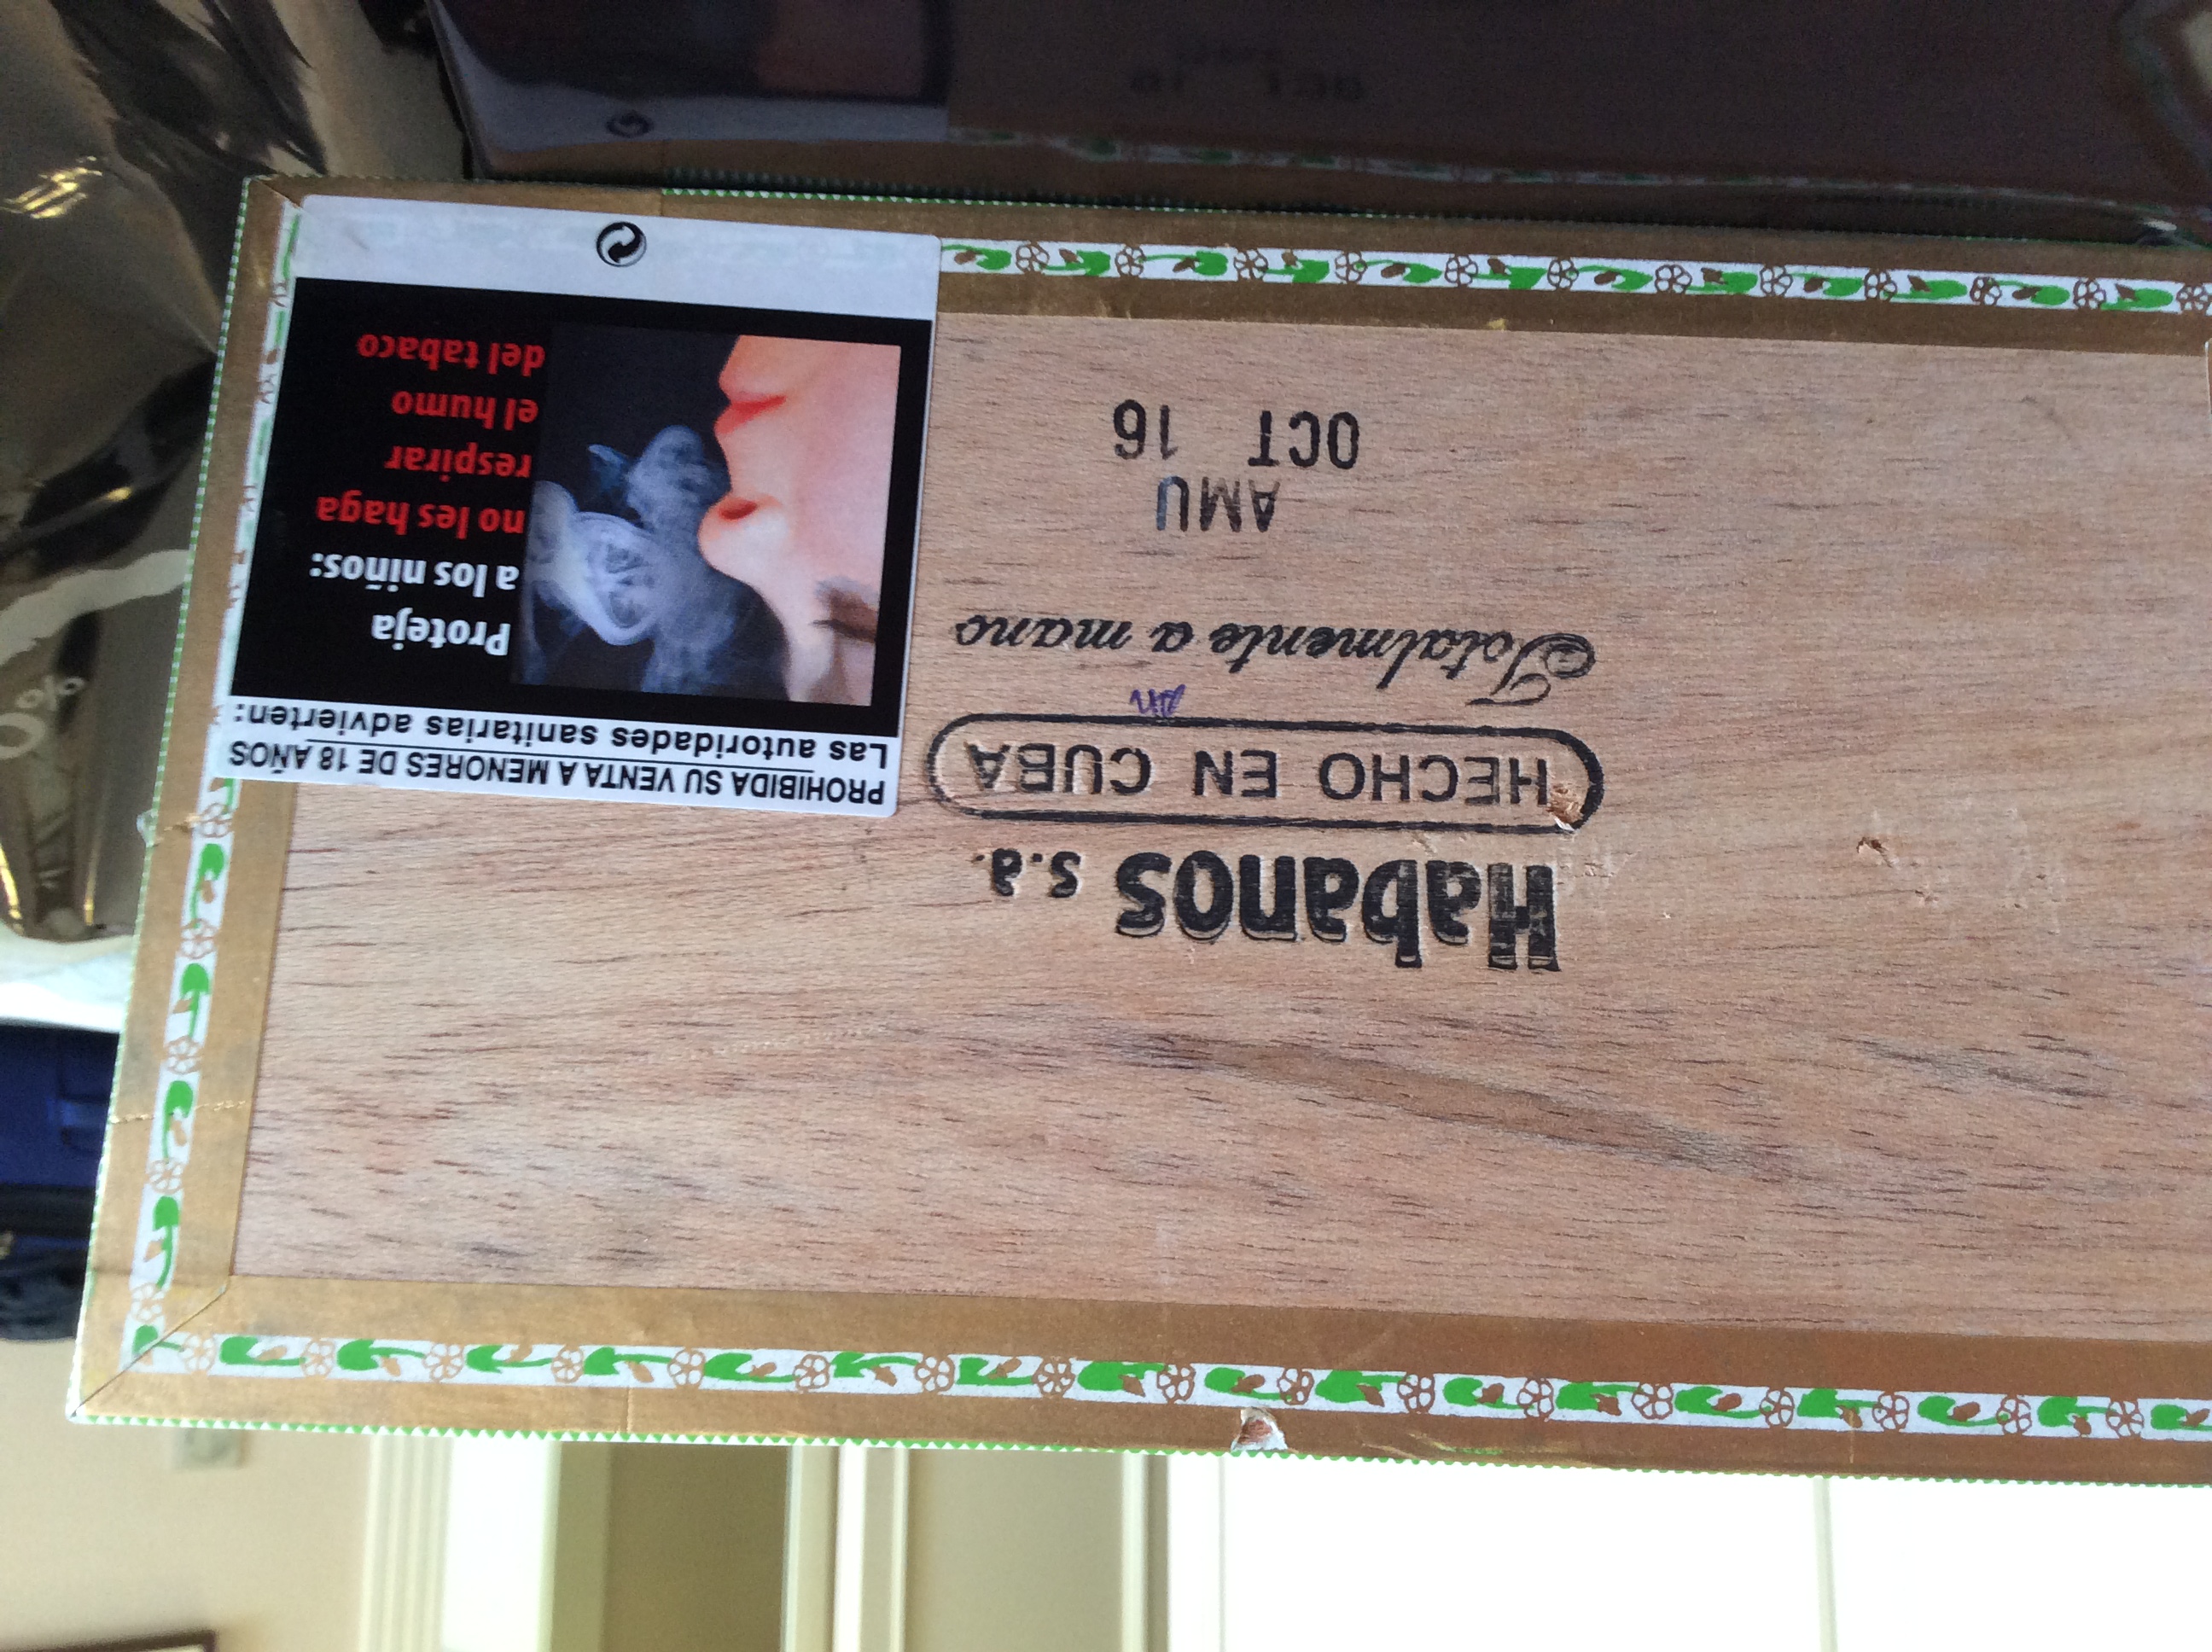 Habanos s.a.
HECHO EN CUBA
Totalmente a mano
AMU
OCT 16
PROHIBIDA SU VENTA A MENORES DE 18 AÑOS
Las autoridades sanitarias advierten:
Proteja
a los niños:
no les haga
respirar
el humo
del tabaco
0%